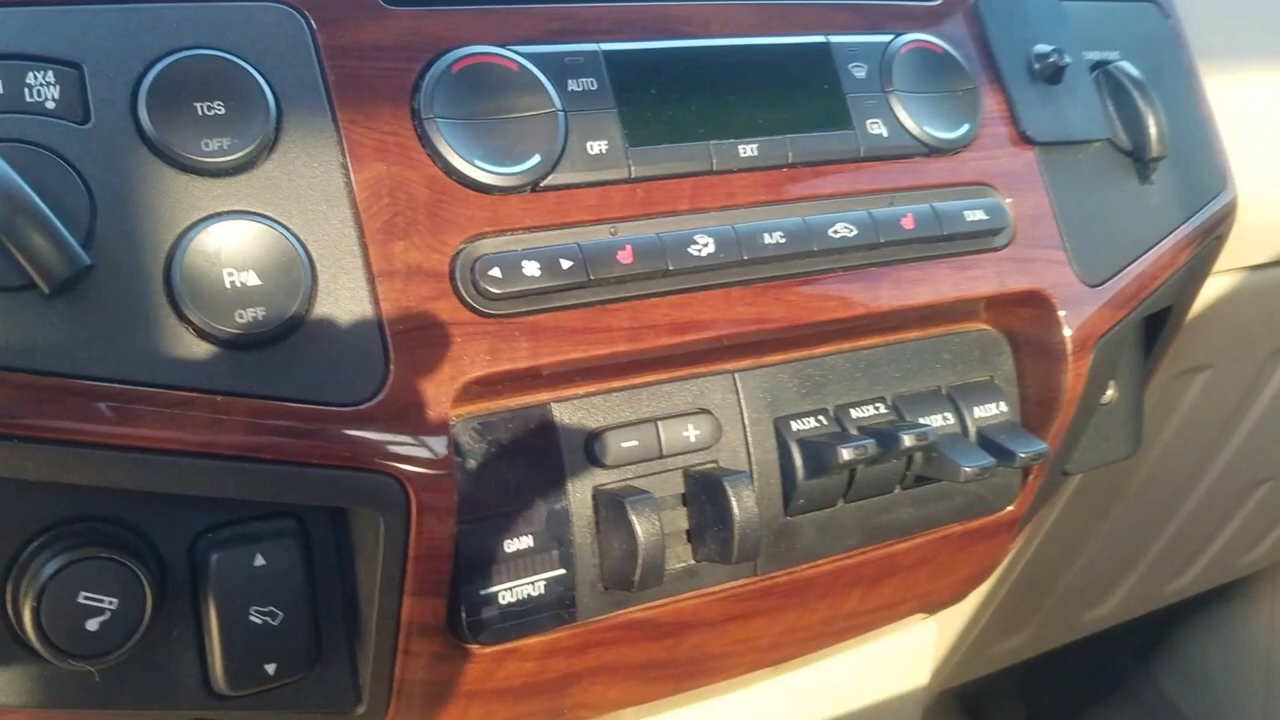 4X4
LOW
TCS
OFF
R
OFF
AUTO
OFF
EXT
A/C
DUAL
GAIN
OUTPUT
AUX 1
AUX 2
AUX 3
AUX 4